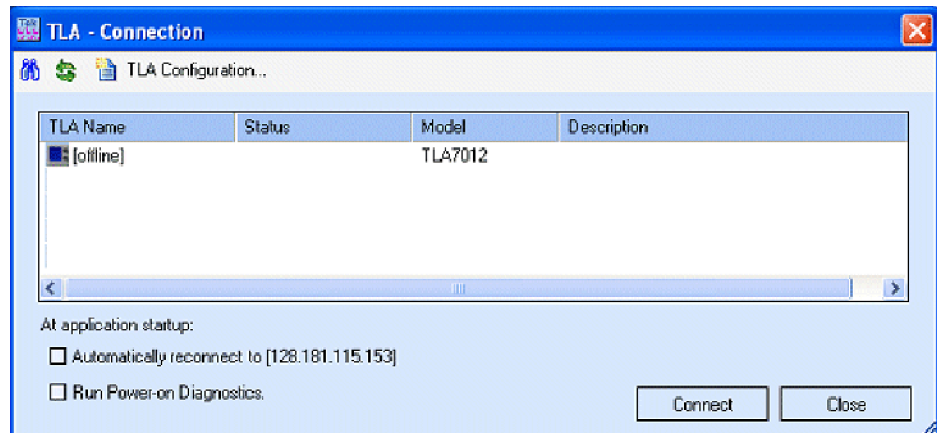 TLA - Connection
TLA Configuration...
TLA Name Status Model Description
[offline] TLA7012
At application startup:
Automatically reconnect to [128.181.115.153]
Run Power-on Diagnostics.
Connect Close